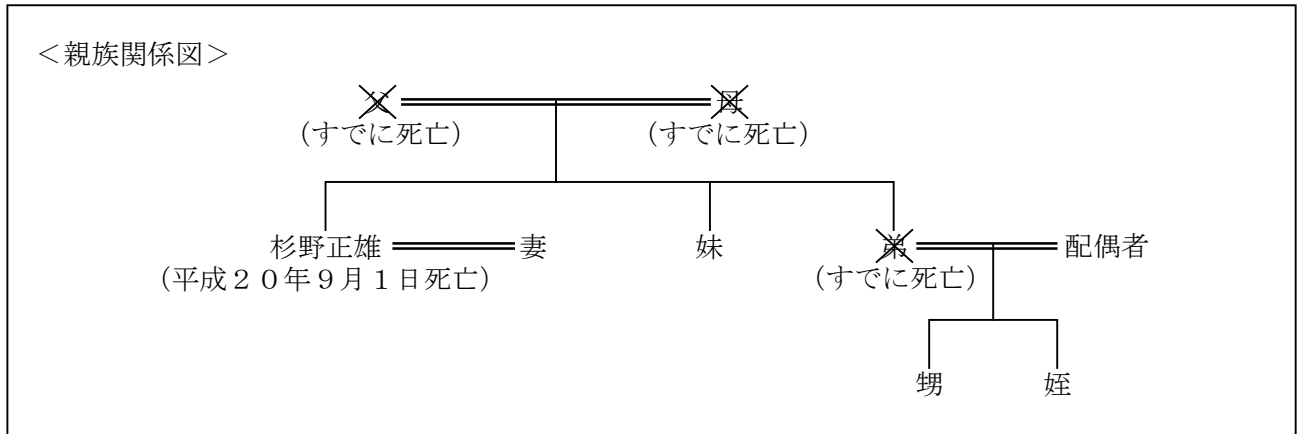 ＜親族関係図＞
父 母
（すでに死亡） （すでに死亡）
杉野正雄 妻 妹 弟 配偶者
（平成２０年９月１日死亡） （すでに死亡）
甥 姪